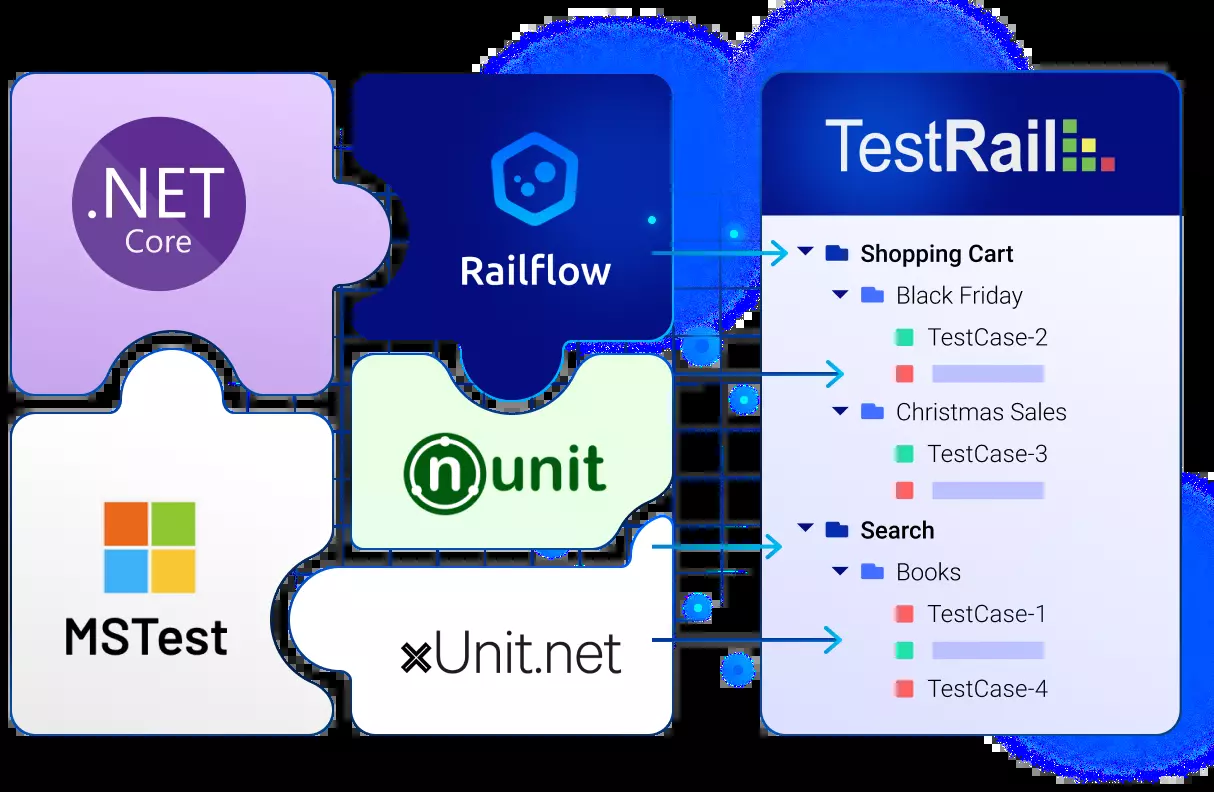 .NET
Core
Railflow
MSTest
nunit
xUnit.net
TestRail
Shopping Cart
Black Friday
TestCase-2
Christmas Sales
TestCase-3
Search
Books
TestCase-1
TestCase-4